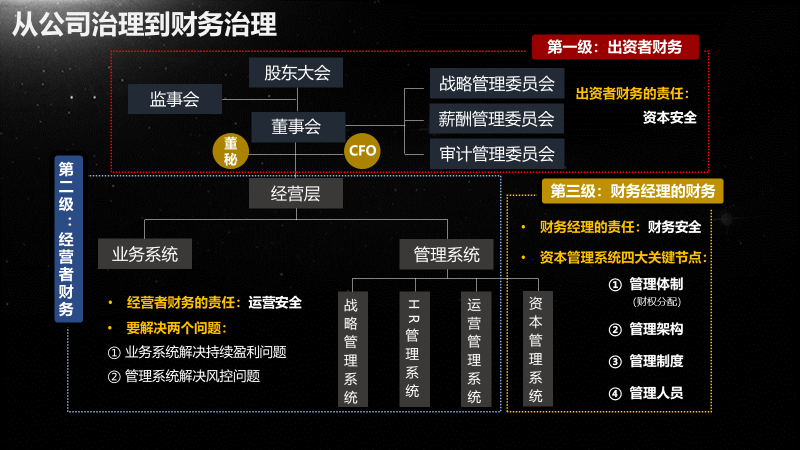 从公司治理到财务治理
第一级：出资者财务
股东大会
监事会
董事会
董秘
CFO
战略管理委员会
薪酬管理委员会
审计管理委员会
出资者财务的责任：
资本安全
第二级：经营者财务
经营层
业务系统
管理系统
• 经营者财务的责任：运营安全
• 要解决两个问题：
① 业务系统解决持续盈利问题
② 管理系统解决风控问题
战略管理系统
HR管理系统
运营管理系统
资本管理系统
第三级：财务经理的财务
• 财务经理的责任：财务安全
• 资本管理系统四大关键节点：
① 管理体制
(财权分配)
② 管理架构
③ 管理制度
④ 管理人员